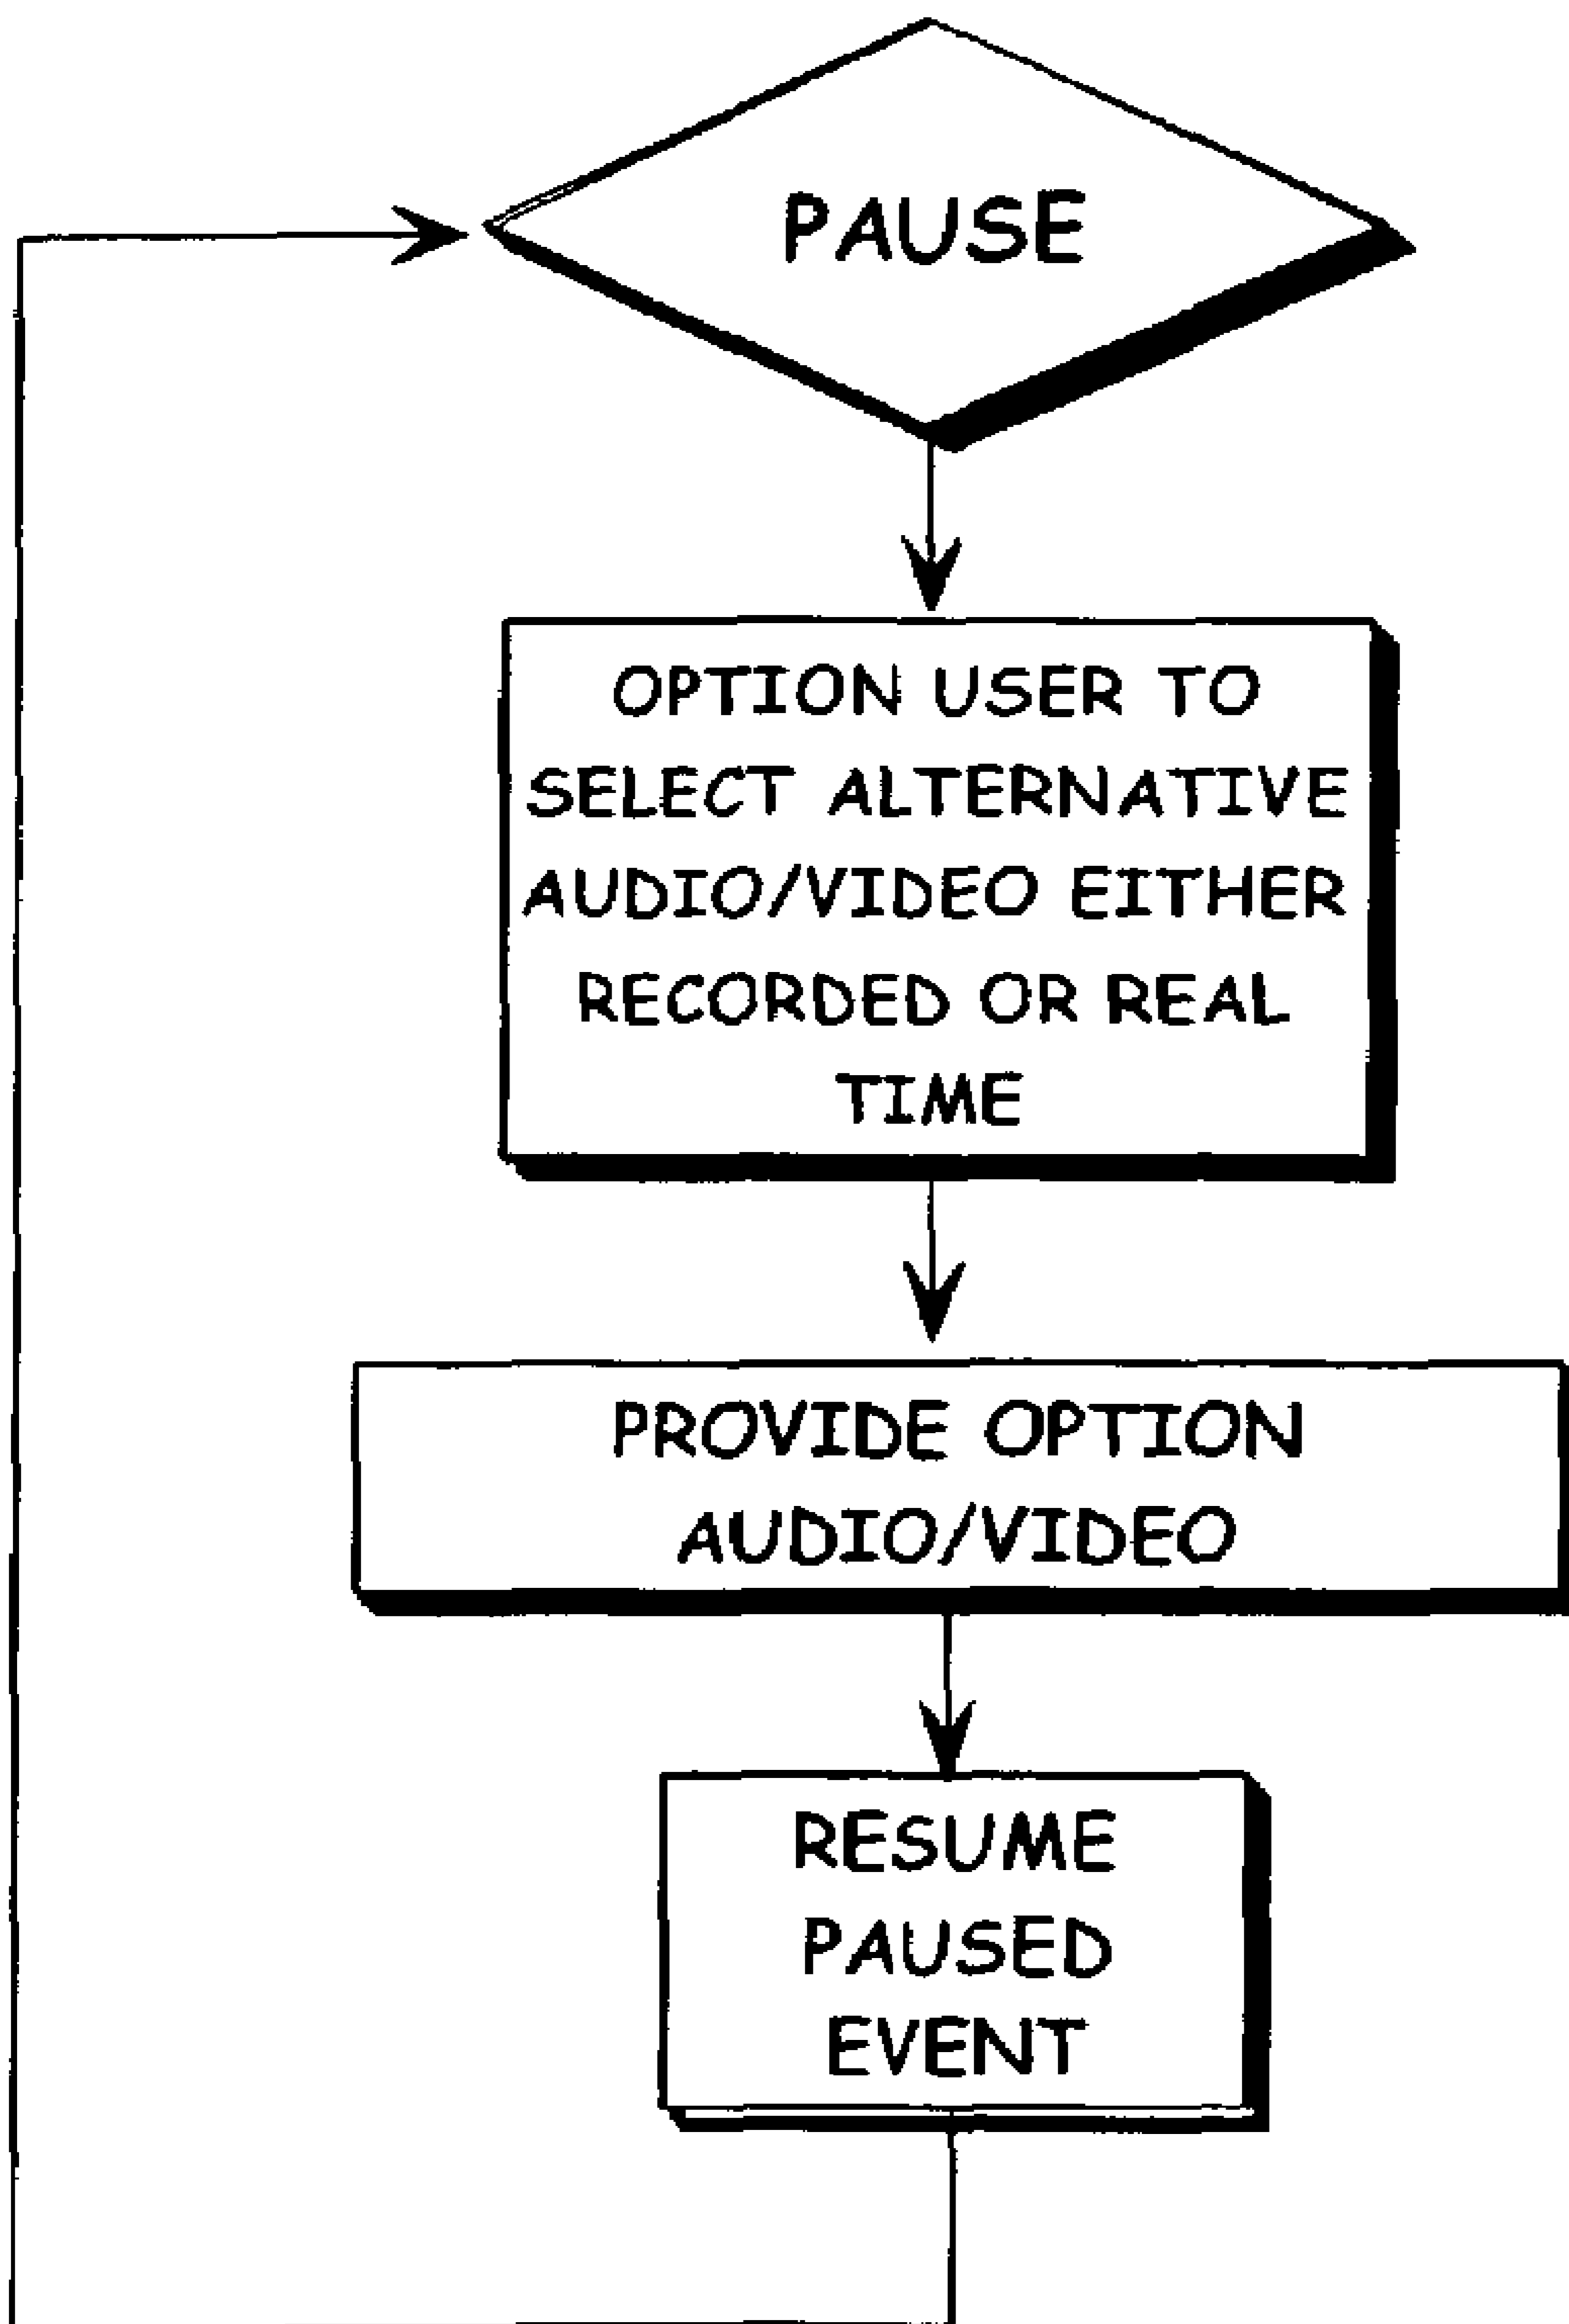 PAUSE
OPTION USER TO
SELECT ALTERNATIVE
AUDIO/VIDEO EITHER
RECORDED OR REAL
TIME
PROVIDE OPTION
AUDIO/VIDEO
RESUME
PAUSED
EVENT